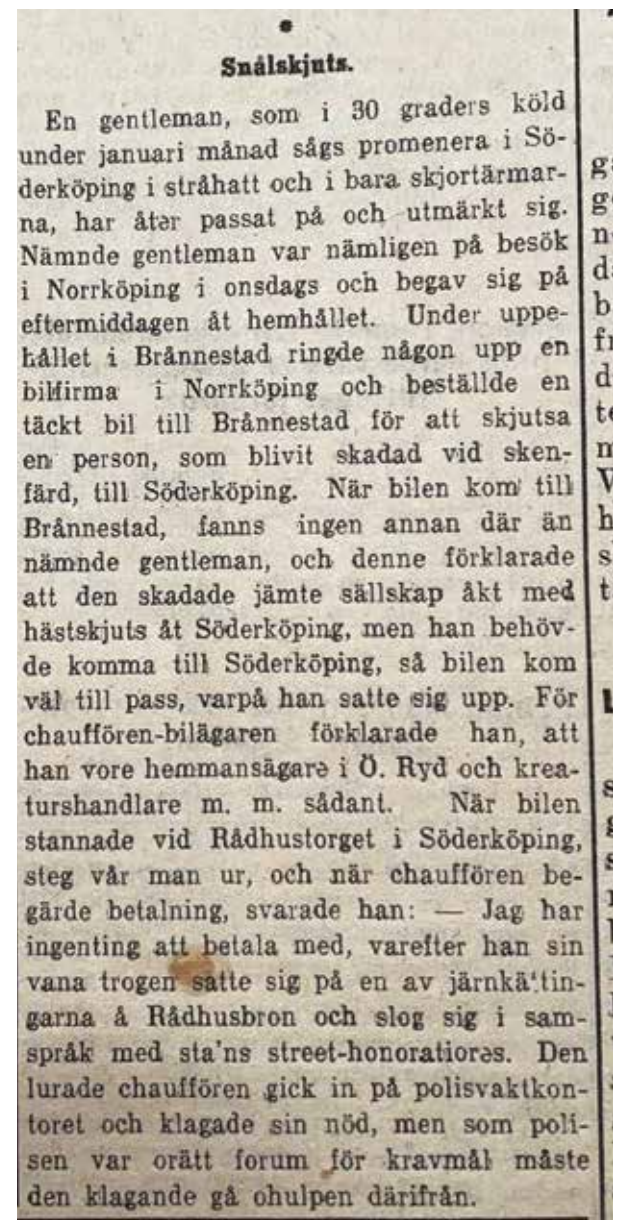 Snålskjuts.
En gentleman, som i 30 graders köld
under januari månad sågs promenera i Sö-
derköping i stråhatt och i bara skjortärmar-
na, har åter passat på och utmärkt sig.
Nämnde gentleman var nämligen på besök
i Norrköping i onsdags och begav sig på
eftermiddagen åt hemhållet. Under uppe-
hållet i Brånnestad ringde någon upp en
bilfirma i Norrköping och beställde en
täckt bil till Brånnestad för att skjutsa
en person, som blivit skadad vid sken-
färd, till Söderköping. När bilen kom till
Brånnestad, fanns ingen annan där än
nämnde gentleman, och denne förklarade
att den skadade jämte sällskap åkt med
hästskjuts åt Söderköping, men han behöv-
de komma till Söderköping, så bilen kom
väl till pass, varpå han satte sig upp. För
chauffören-bilägaren förklarade han, att
han vore hemmansägare i Ö. Ryd och krea-
turshandlare m. m. sådant. När bilen
stannade vid Rådhustorget i Söderköping,
steg vår man ur, och när chauffören be-
gärde betalning, svarade han: — Jag har
ingenting att betala med, varefter han sin
vana trogen satte sig på en av järnkättin-
garna å Rådhusbron och slog sig i sam-
språk med sta'ns street-honoratiores. Den
lurade chauffören gick in på polisvaktkon-
toret och klagade sin nöd, men som poli-
sen var orätt forum för kravmål måste
den klagande gå ohulpen därifrån.